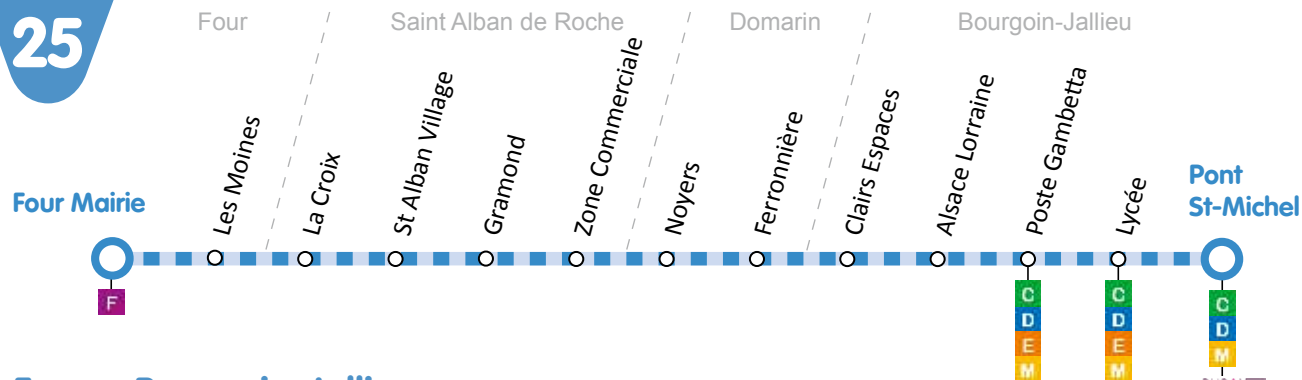 25
Four
Saint Alban de Roche
Domarin
Bourgoin-Jallieu
Four Mairie
Les Moines
La Croix
St Alban Village
Gramond
Zone Commerciale
Noyers
Ferronnière
Clairs Espaces
Alsace Lorraine
Poste Gambetta
Lycée
Pont
St-Michel
F
C
D
E
M
C
D
E
M
C
D
M